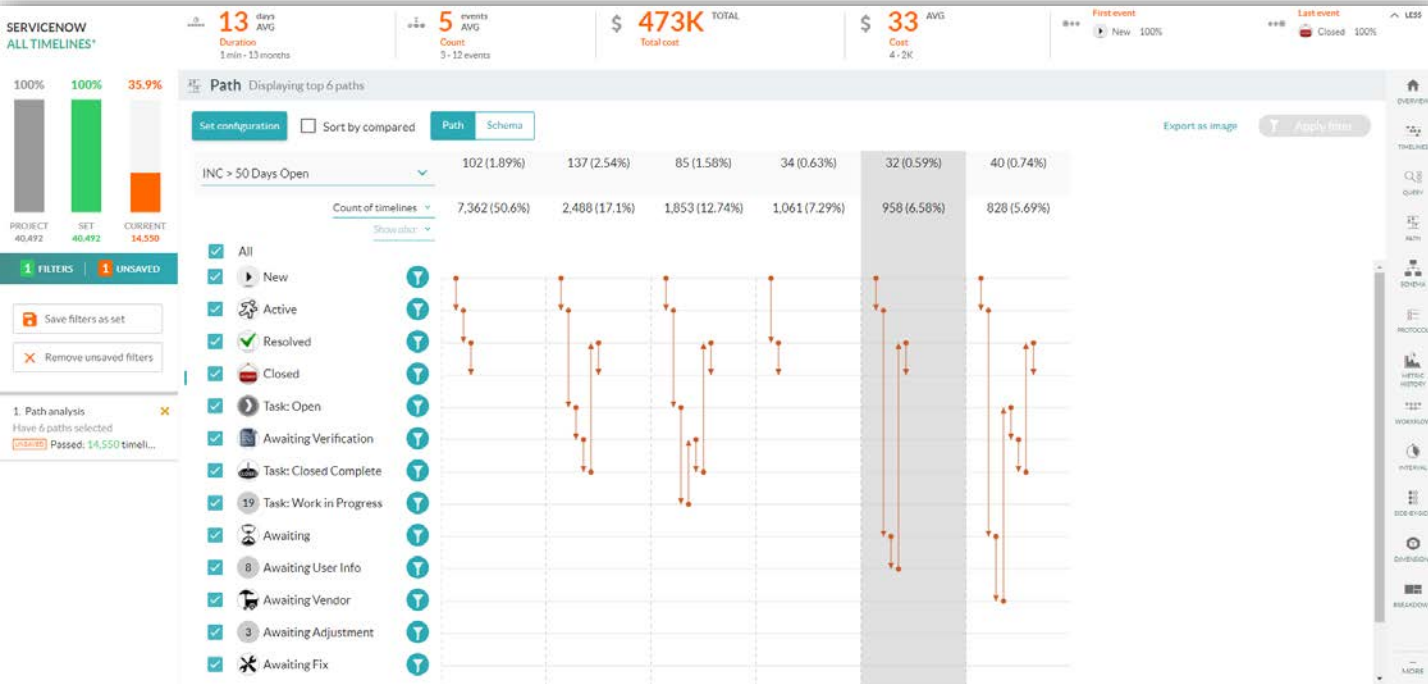 SERVICENOW
ALL TIMELINES*
13 days AVG
Duration
1 min - 13 months
5 events AVG
Count
3 - 12 events
$ 473K TOTAL
Total cost
$ 33 AVG
Cost
4 - 2K
First event
New 100%
Last event
Closed 100%
LESS
100% 100% 35.9%
PROJECT SET CURRENT
40,492 40,492 14,550
1 FILTERS 1 UNSAVED
Save filters as set
Remove unsaved filters
1. Path analysis
Have 6 paths selected
UNSAVED Passed: 14,550 timeli...
Path Displaying top 6 paths
Set configuration Sort by compared Path Schema Export as image Apply filter
INC > 50 Days Open 102 (1.89%) 137 (2.54%) 85 (1.58%) 34 (0.63%) 32 (0.59%) 40 (0.74%)
Count of timelines 7,362 (50.6%) 2,488 (17.1%) 1,853 (12.74%) 1,061 (7.29%) 958 (6.58%) 828 (5.69%)
Show also
All
New
Active
Resolved
Closed
Task: Open
Awaiting Verification
Task: Closed Complete
19 Task: Work in Progress
Awaiting
8 Awaiting User Info
Awaiting Vendor
3 Awaiting Adjustment
Awaiting Fix
OVERVIEW
TIMELINES
QUERY
PATH
SCHEMA
PROTOCOL
METRIC
HISTORY
WORKFLOW
INTERVAL
SIDE-BY-SIDE
DIMENSION
BREAKDOWN
MORE